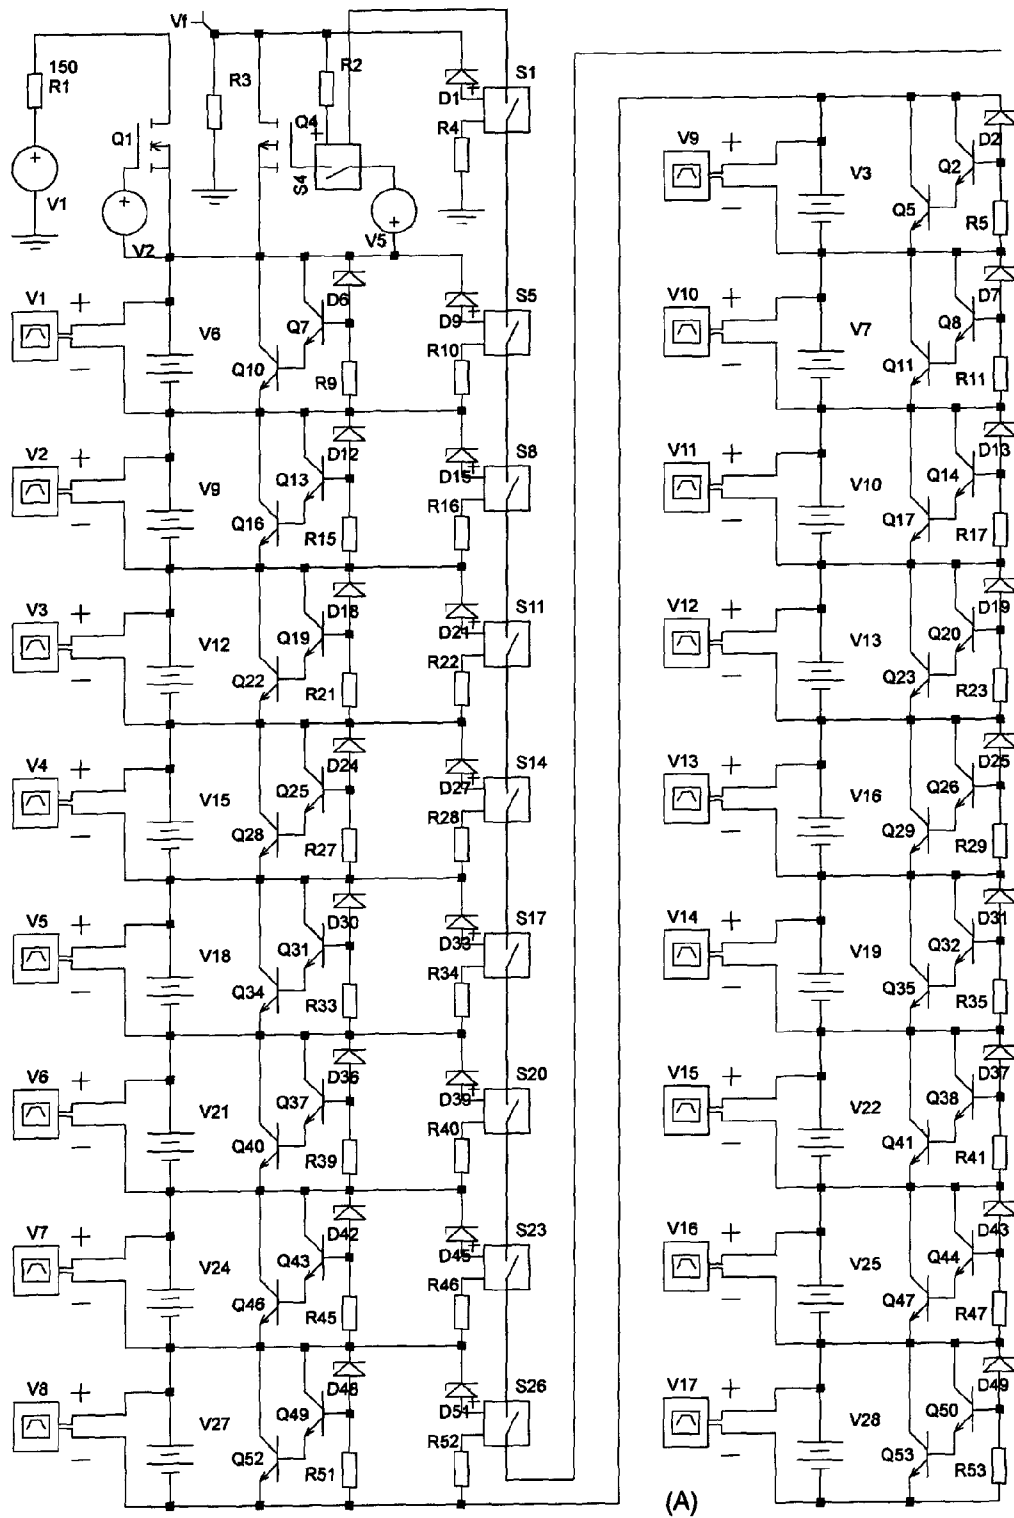 Vf
150
R1
V1
Q1
V2
R3
Q4
R2
+
S4
V5
D1
+
R4
S1
V1
+
−
V6
Q10
Q7
D6
R9
D9
+
R10
S5
V2
+
−
V9
Q16
Q13
D12
R15
D15
+
R16
S8
V3
+
−
V12
Q22
Q19
D18
R21
D21
+
R22
S11
V4
+
−
V15
Q28
Q25
D24
R27
D27
+
R28
S14
V5
+
−
V18
Q34
Q31
D30
R33
D33
+
R34
S17
V6
+
−
V21
Q40
Q37
D36
R39
D39
+
R40
S20
V7
+
−
V24
Q46
Q43
D42
R45
D45
+
R46
S23
V8
+
−
V27
Q52
Q49
D48
R51
D51
+
R52
S26
V9
+
−
V3
Q5
Q2
D2
R5
V10
+
−
V7
Q11
Q8
D7
R11
V11
+
−
V10
Q17
Q14
D13
R17
V12
+
−
V13
Q23
Q20
D19
R23
V13
+
−
V16
Q29
Q26
D25
R29
V14
+
−
V19
Q35
Q32
D31
R35
V15
+
−
V22
Q41
Q38
D37
R41
V16
+
−
V25
Q47
Q44
D43
R47
V17
+
−
V28
Q53
Q50
D49
R53
(A)